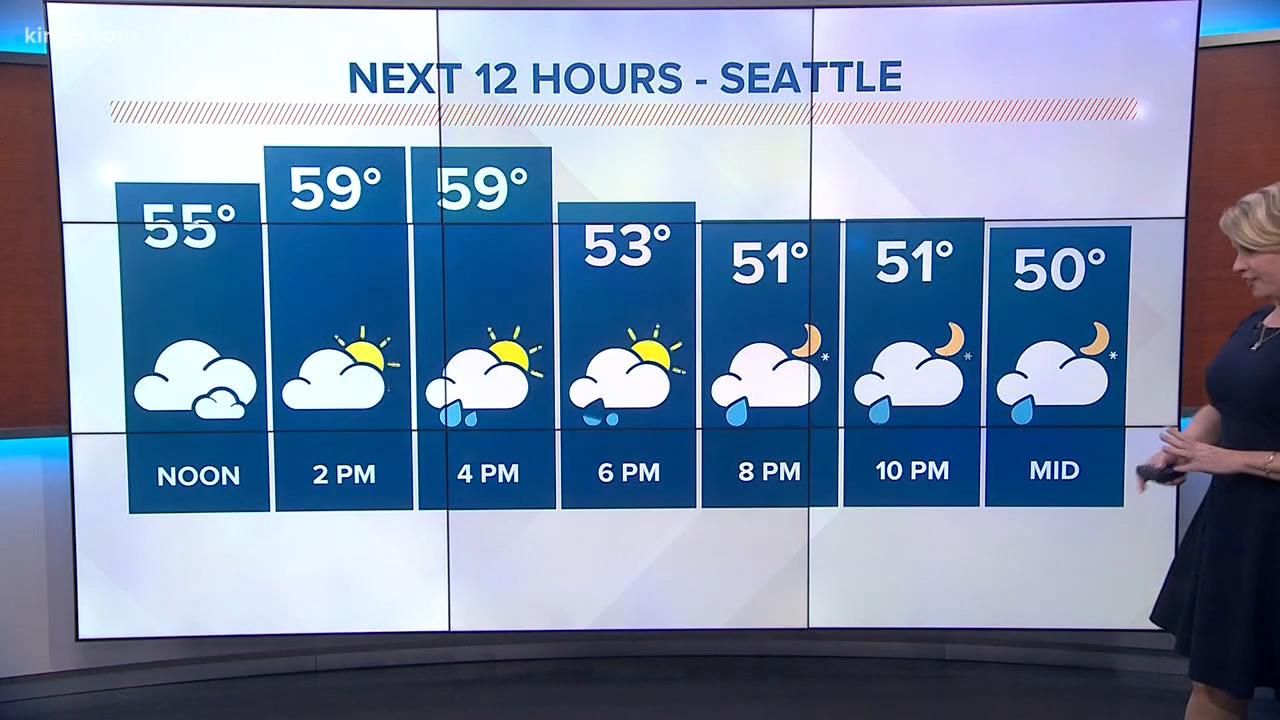 NEXT 12 HOURS - SEATTLE
55° 59° 59° 53° 51° 51° 50°
NOON 2 PM 4 PM 6 PM 8 PM 10 PM MID